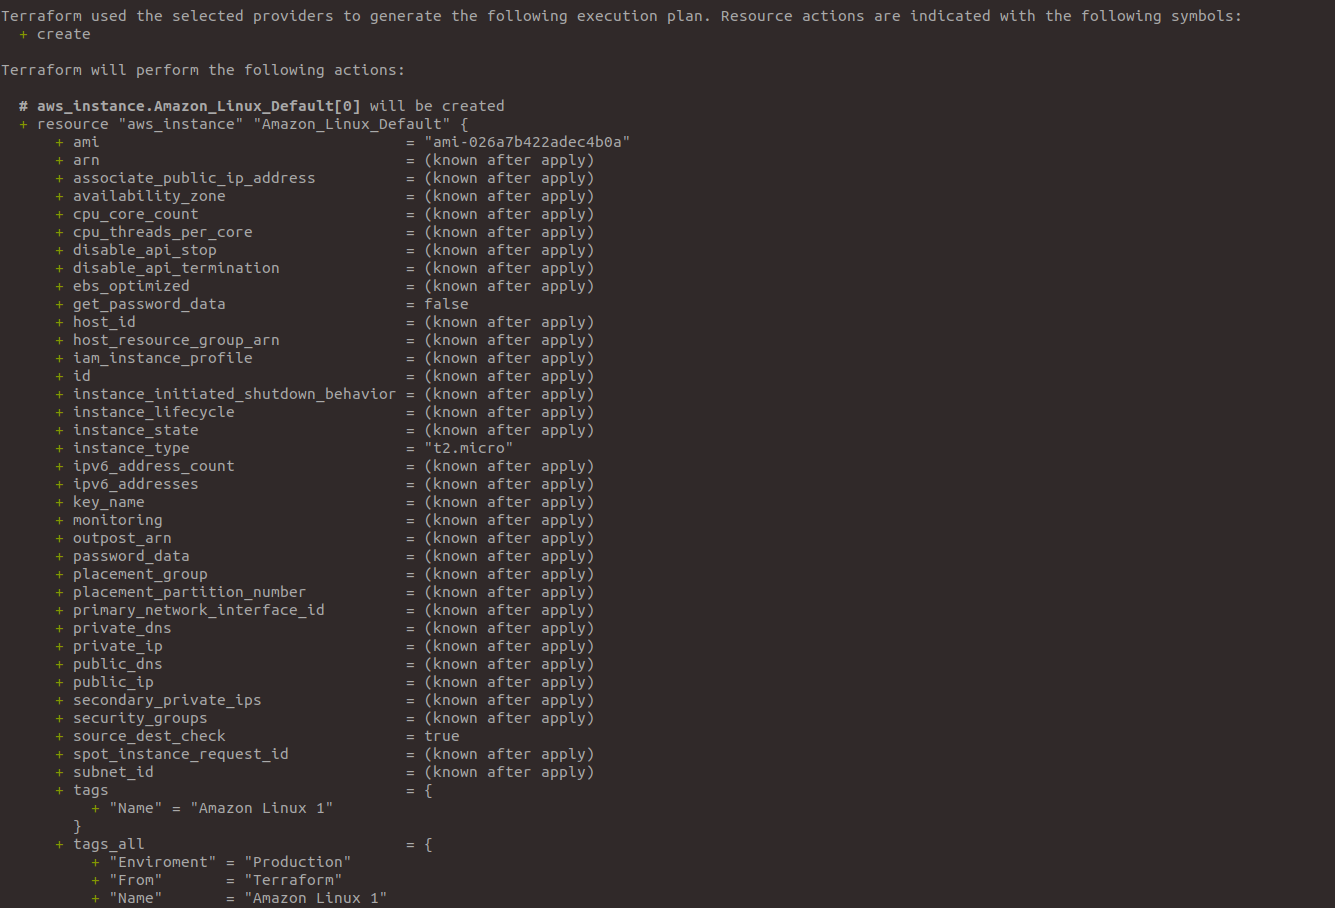 Terraform used the selected providers to generate the following execution plan. Resource actions are indicated with the following symbols:
+ create
Terraform will perform the following actions:
# aws_instance.Amazon_Linux_Default[0] will be created
+ resource "aws_instance" "Amazon_Linux_Default" {
+ ami = "ami-026a7b422adec4b0a"
+ arn = (known after apply)
+ associate_public_ip_address = (known after apply)
+ availability_zone = (known after apply)
+ cpu_core_count = (known after apply)
+ cpu_threads_per_core = (known after apply)
+ disable_api_stop = (known after apply)
+ disable_api_termination = (known after apply)
+ ebs_optimized = (known after apply)
+ get_password_data = false
+ host_id = (known after apply)
+ host_resource_group_arn = (known after apply)
+ iam_instance_profile = (known after apply)
+ id = (known after apply)
+ instance_initiated_shutdown_behavior = (known after apply)
+ instance_lifecycle = (known after apply)
+ instance_state = (known after apply)
+ instance_type = "t2.micro"
+ ipv6_address_count = (known after apply)
+ ipv6_addresses = (known after apply)
+ key_name = (known after apply)
+ monitoring = (known after apply)
+ outpost_arn = (known after apply)
+ password_data = (known after apply)
+ placement_group = (known after apply)
+ placement_partition_number = (known after apply)
+ primary_network_interface_id = (known after apply)
+ private_dns = (known after apply)
+ private_ip = (known after apply)
+ public_dns = (known after apply)
+ public_ip = (known after apply)
+ secondary_private_ips = (known after apply)
+ security_groups = (known after apply)
+ source_dest_check = true
+ spot_instance_request_id = (known after apply)
+ subnet_id = (known after apply)
+ tags = {
+ "Name" = "Amazon Linux 1"
}
+ tags_all = {
+ "Enviroment" = "Production"
+ "From" = "Terraform"
+ "Name" = "Amazon Linux 1"